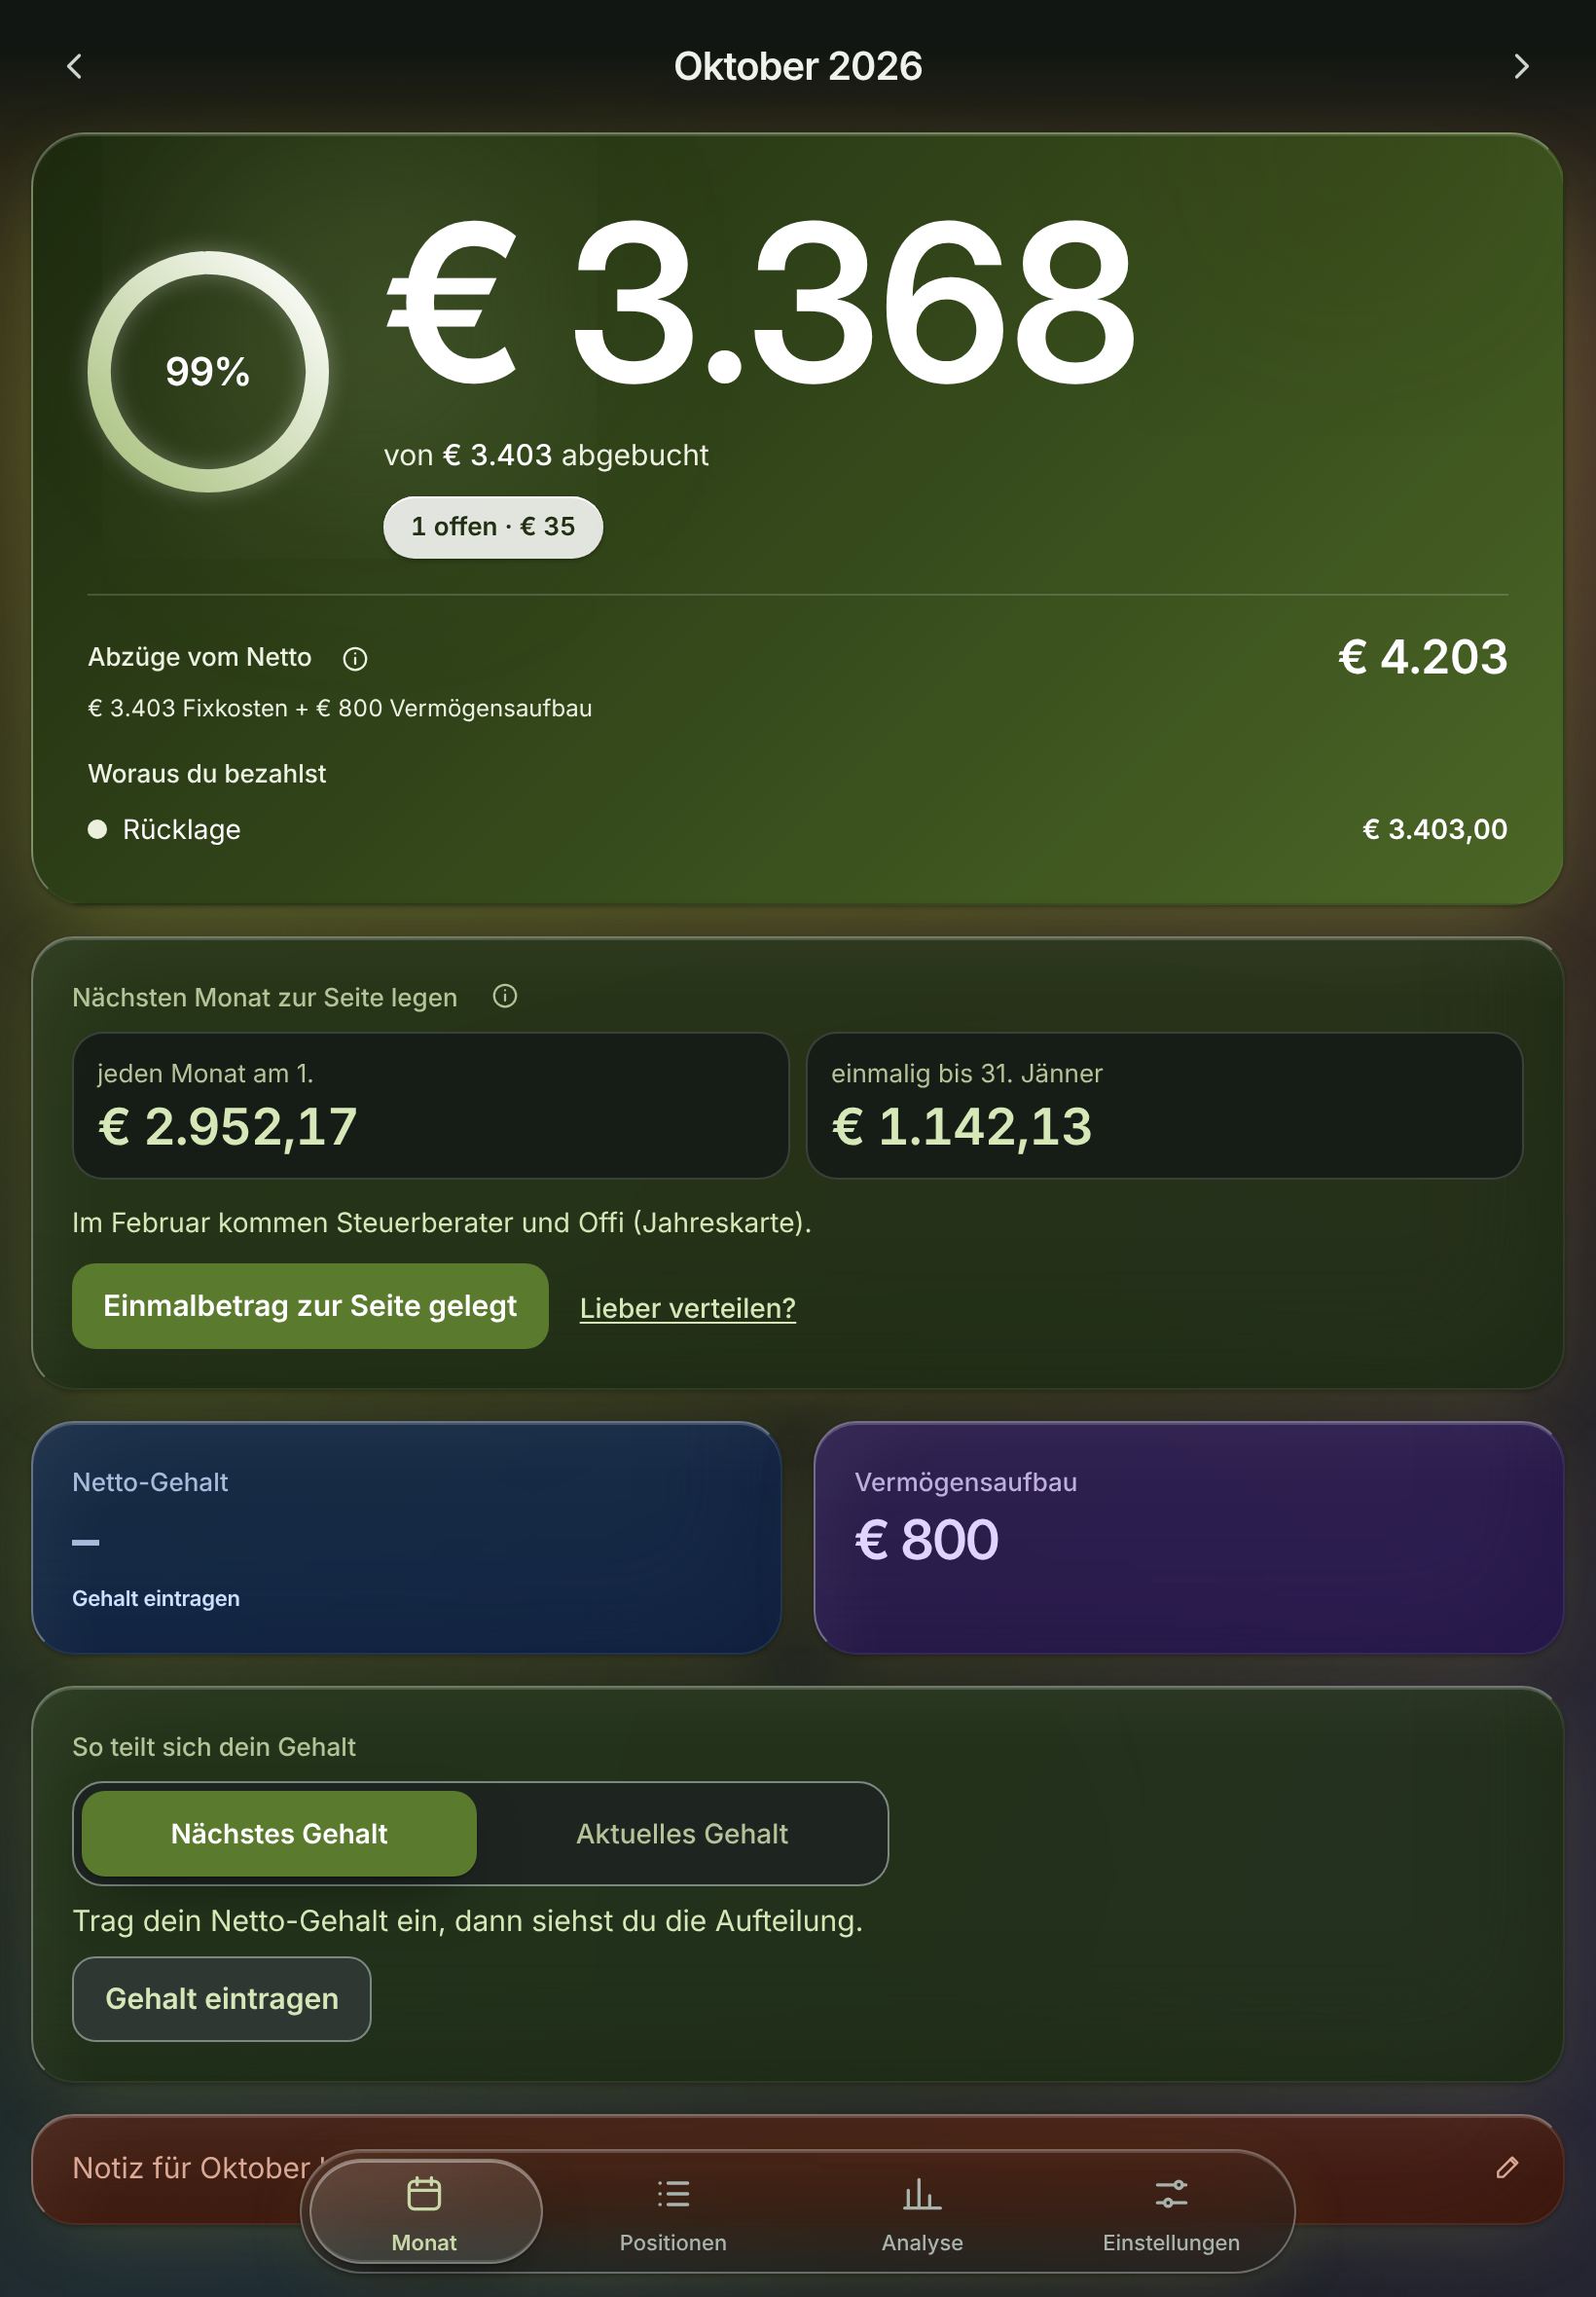 Oktober 2026
99%
€ 3.368
von € 3.403 abgebucht
1 offen · € 35
Abzüge vom Netto
€ 4.203
€ 3.403 Fixkosten + € 800 Vermögensaufbau
Woraus du bezahlst
Rücklage
€ 3.403,00
Nächsten Monat zur Seite legen
jeden Monat am 1.
€ 2.952,17
einmalig bis 31. Jänner
€ 1.142,13
Im Februar kommen Steuerberater und Offi (Jahreskarte).
Einmalbetrag zur Seite gelegt
Lieber verteilen?
Netto-Gehalt
–
Gehalt eintragen
Vermögensaufbau
€ 800
So teilt sich dein Gehalt
Nächstes Gehalt
Aktuelles Gehalt
Trag dein Netto-Gehalt ein, dann siehst du die Aufteilung.
Gehalt eintragen
Notiz für Oktober
Monat
Positionen
Analyse
Einstellungen